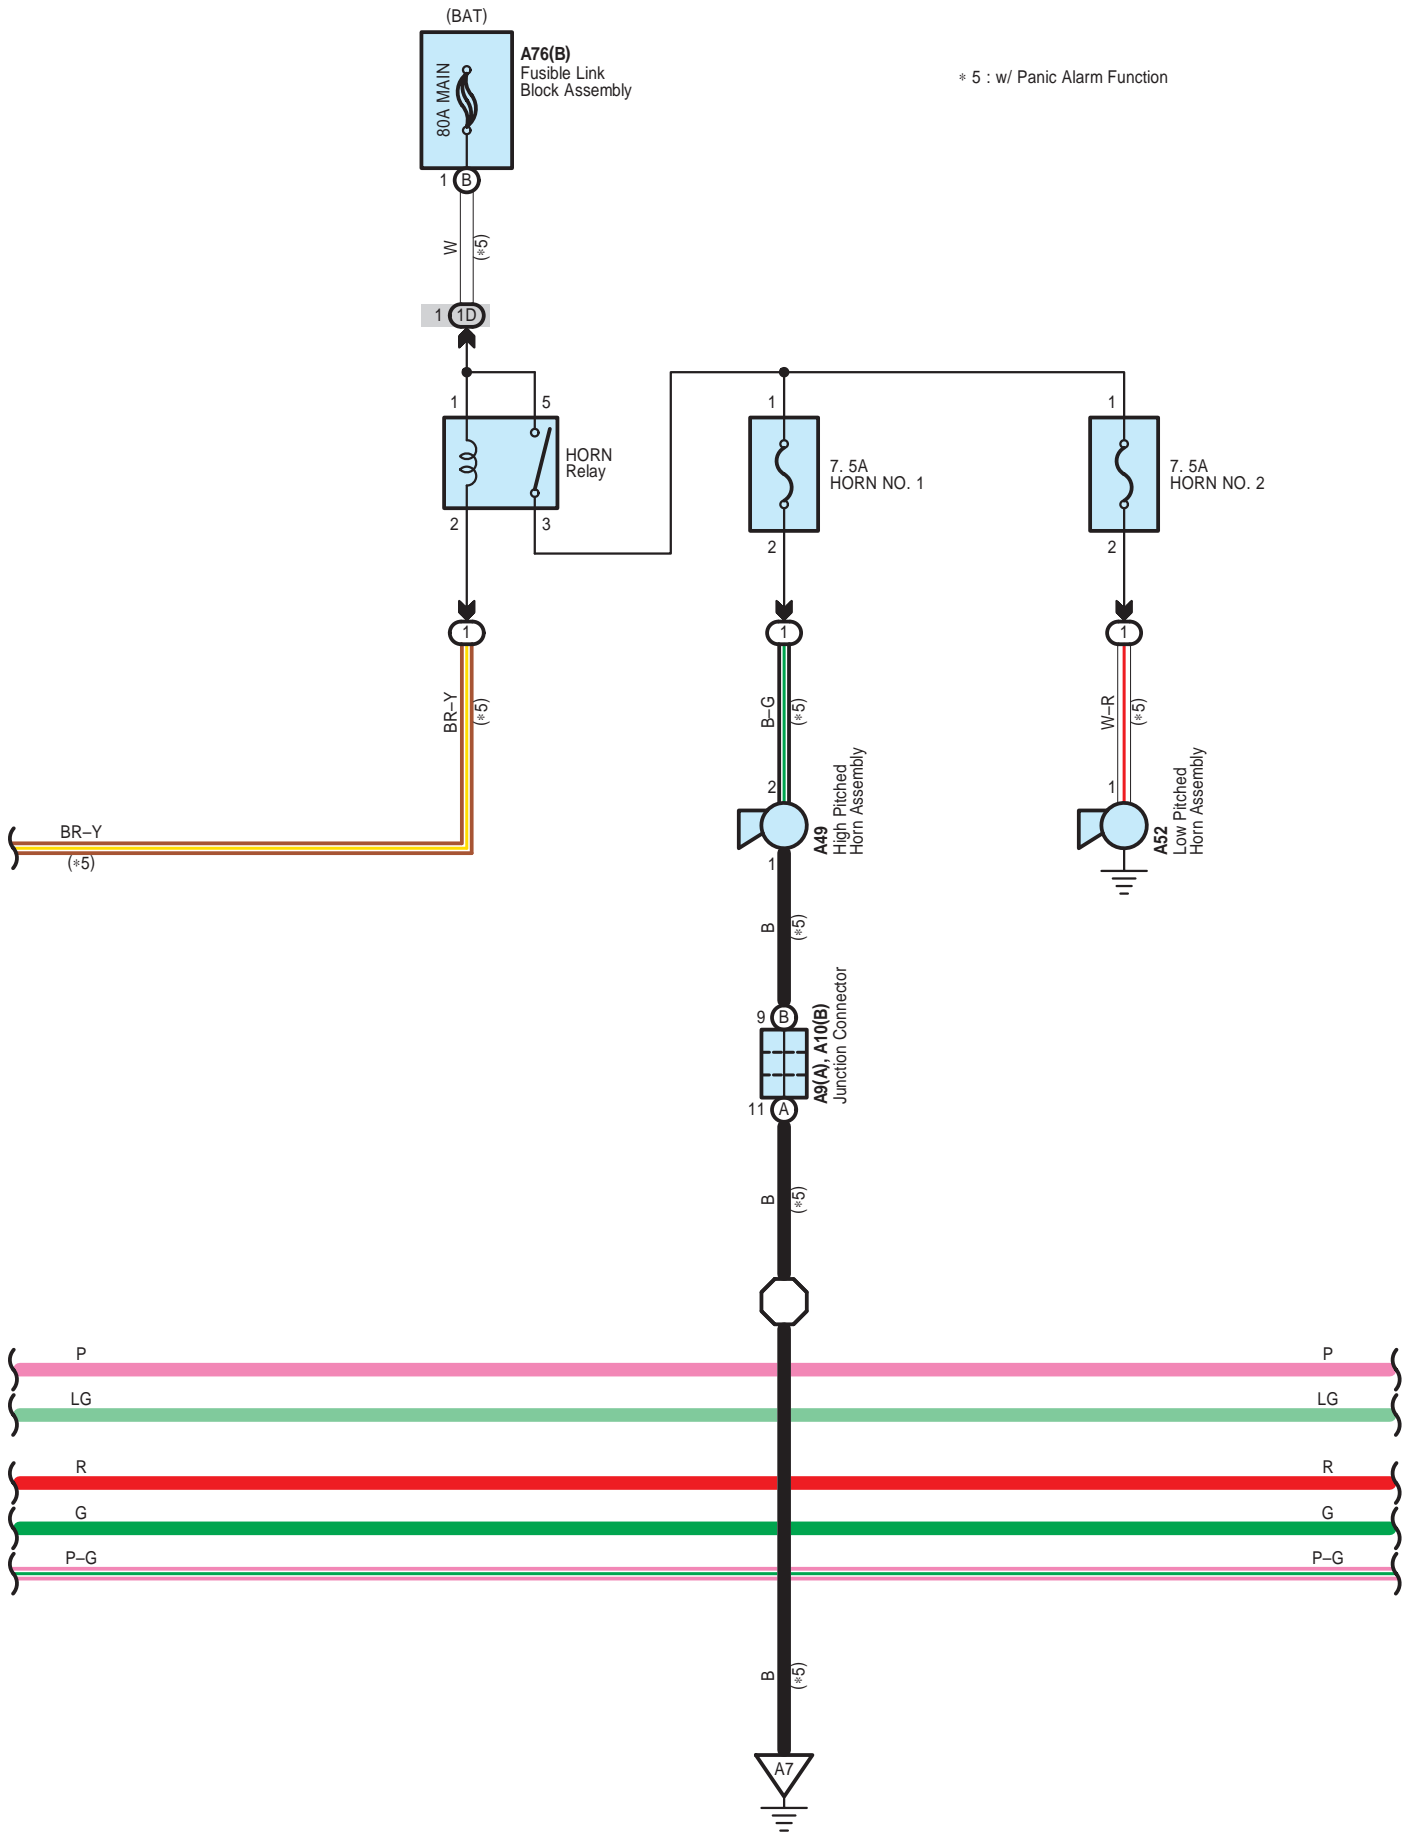 (BAT)
A76(B)
Fusible Link
Block Assembly
80A MAIN
∗ 5 : w/ Panic Alarm Function
1 B
W
(∗5)
1 1D
1
5
1
1
HORN
Relay
7. 5A
HORN NO. 1
7. 5A
HORN NO. 2
2
3
2
2
1
1
1
BR–Y
(∗5)
B–G
(∗5)
W–R
(∗5)
2
A49
High Pitched
Horn Assembly
1
A52
Low Pitched
Horn Assembly
BR–Y
(∗5)
1
B
(∗5)
9 B
A9(A), A10(B)
Junction Connector
11 A
B
(∗5)
P
P
LG
LG
R
R
G
G
P–G
P–G
B
(∗5)
A7